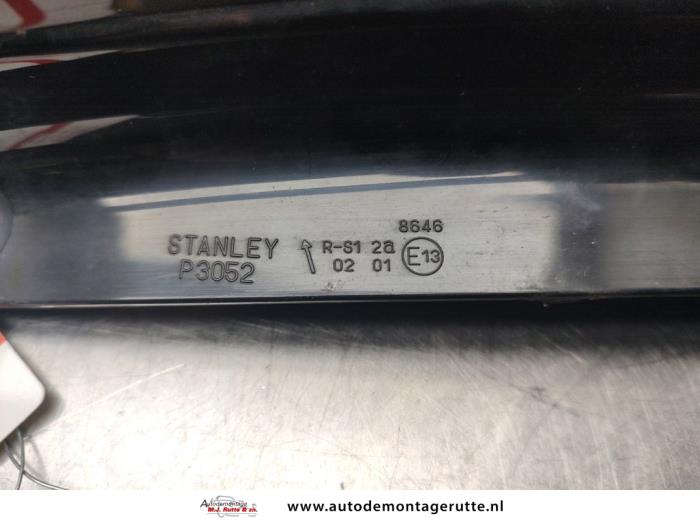 8646
STANLEY R-S1 2a E13
P3052 02 01
Autodemontage
M.J. Rutte & zn.
www.autodemontagerutte.nl